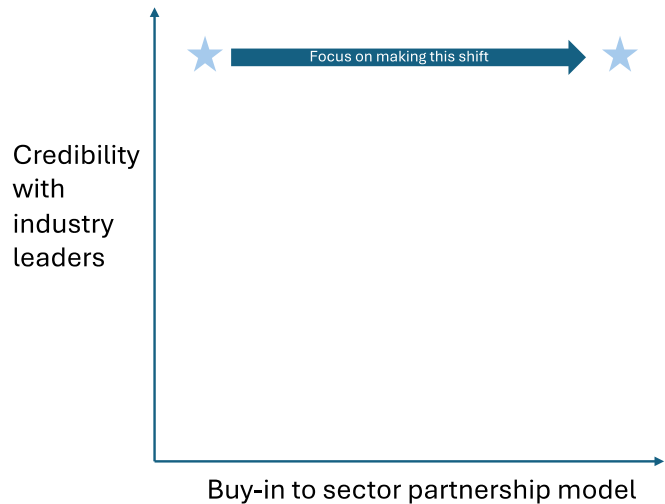 Focus on making this shift
Credibility
with
industry
leaders
Buy-in to sector partnership model